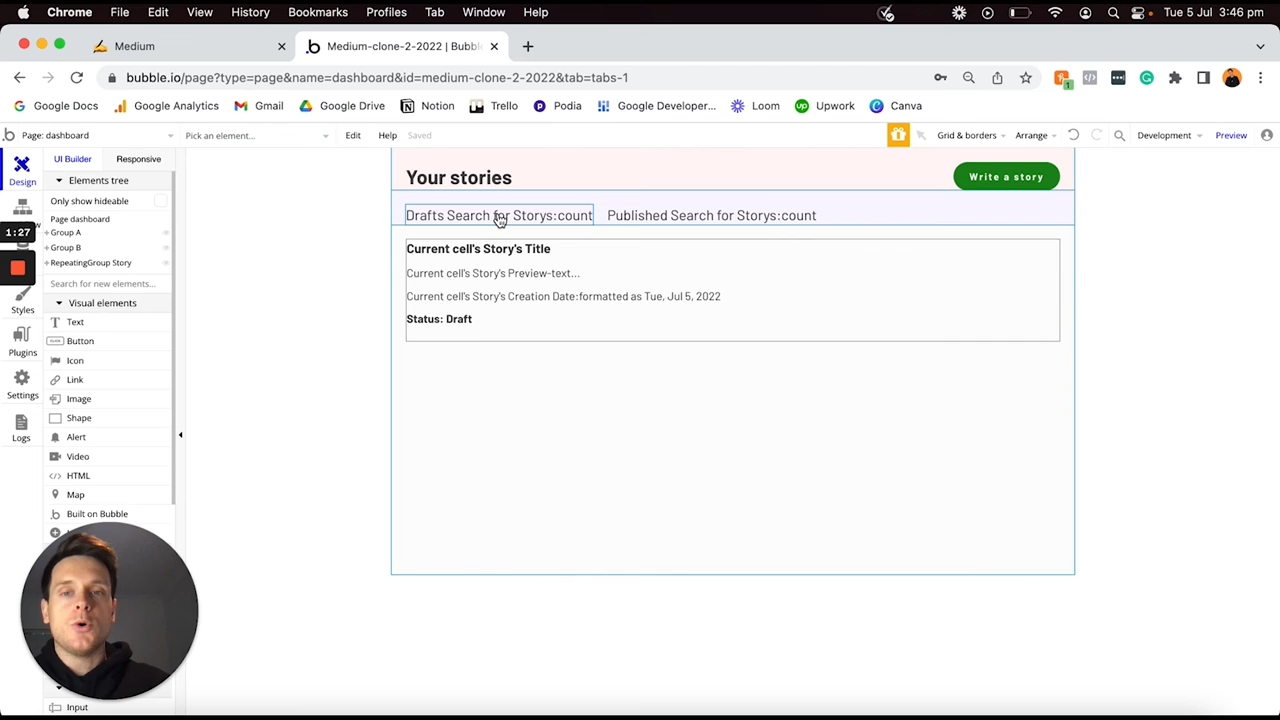 Chrome File Edit View History Bookmarks Profiles Tab Window Help Tue 5 Jul 3:46 pm
Medium
Medium-clone-2-2022 | Bubbl
bubble.io/page?type=page&name=dashboard&id=medium-clone-2-2022&tab=tabs-1
1
Google Docs Google Analytics Gmail Google Drive Notion Trello Podia Google Developer... Loom Upwork Canva
Page: dashboard Pick an element... Edit Help Saved Grid & borders Arrange Development Preview
Design
Styles
Plugins
Settings
Logs
1:27
UI Builder Responsive
Elements tree
Only show hideable
Page dashboard
Group A
Group B
RepeatingGroup Story
Search for new elements...
Visual elements
Text
CLICK Button
Icon
Link
Image
Shape
Alert
Video
HTML
Map
Built on Bubble
Input
Your stories
Write a story
Drafts Search for Storys:count Published Search for Storys:count
Current cell's Story's Title
Current cell's Story's Preview-text...
Current cell's Story's Creation Date:formatted as Tue, Jul 5, 2022
Status: Draft